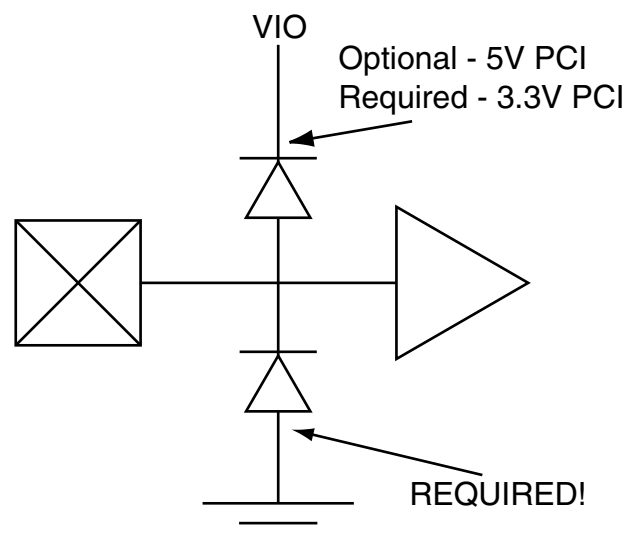 VIO
Optional - 5V PCI
Required - 3.3V PCI
REQUIRED!